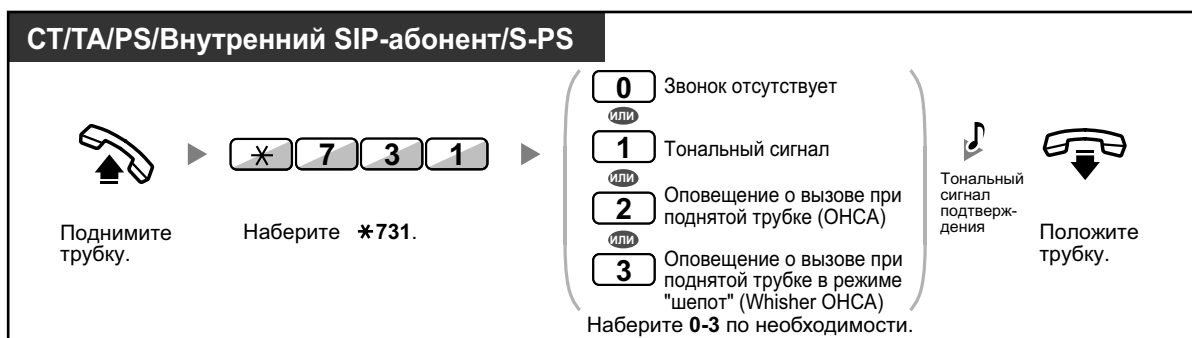 СТ/ТА/PS/Внутренний SIP-абонент/S-PS
Поднимите
трубку.
7 3 1
Наберите *731.
0 Звонок отсутствует
или
1 Тональный сигнал
или
2 Оповещение о вызове при
поднятой трубке (OHCA)
или
3 Оповещение о вызове при
поднятой трубке в режиме
"шепот" (Whisher OHCA)
Наберите 0-3 по необходимости.
Тональный
сигнал
подтверж-
дения
Положите
трубку.